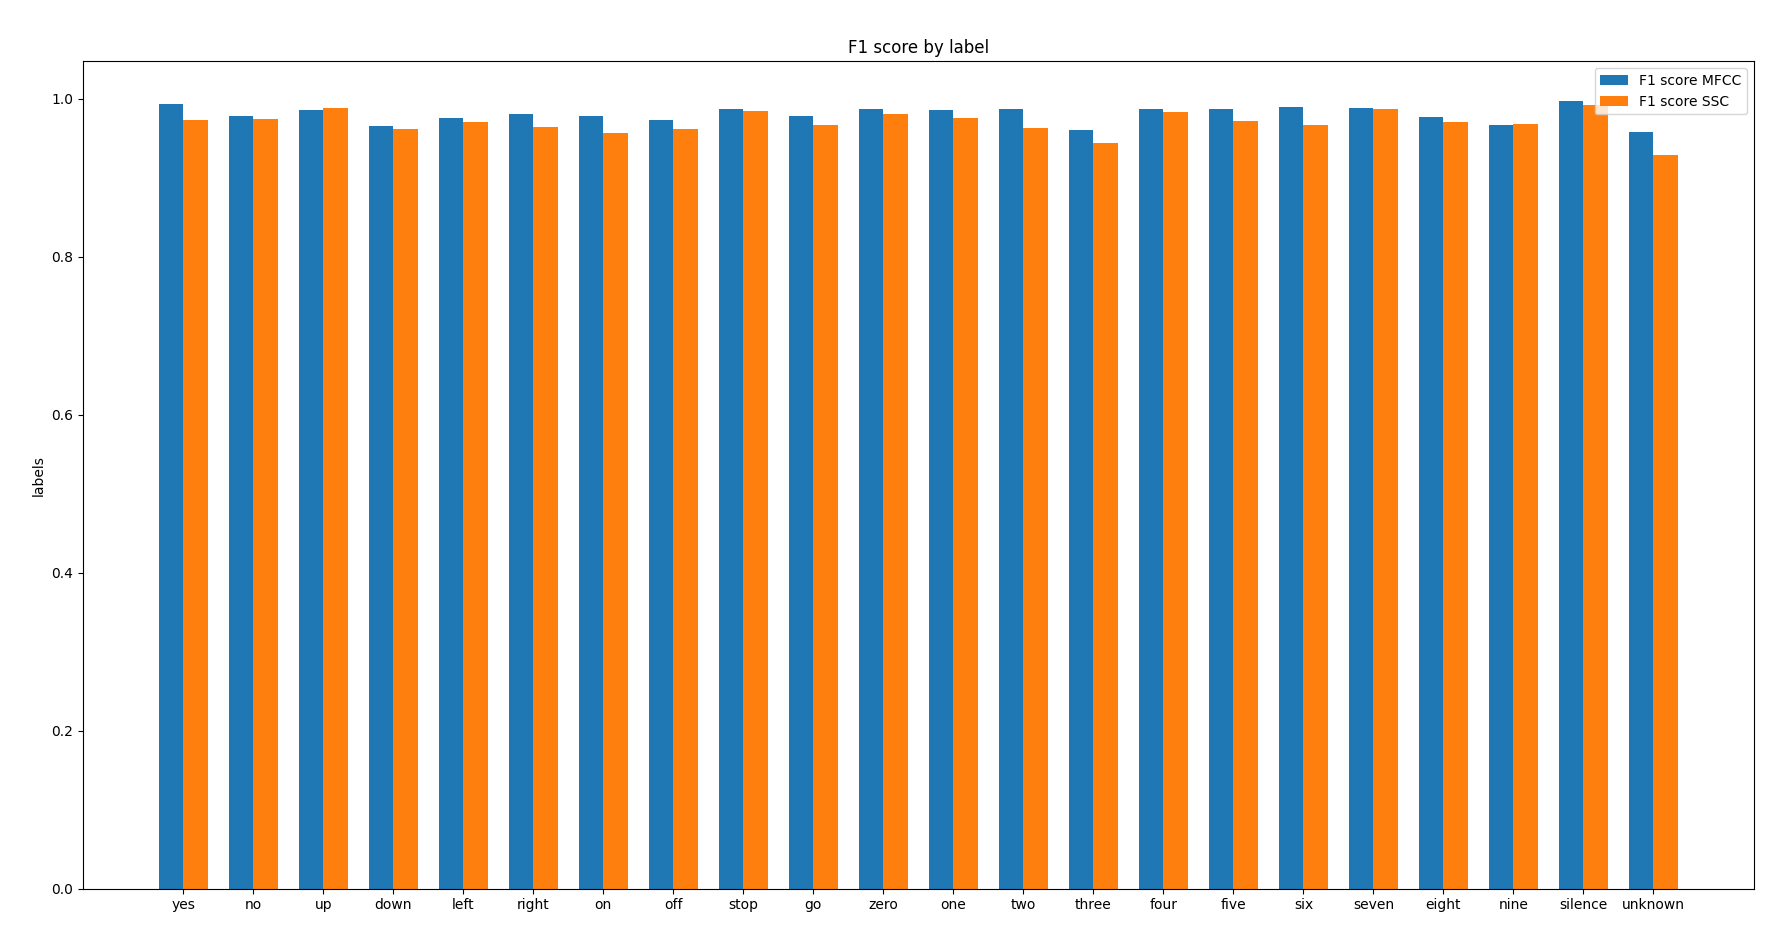 F1 score by label
F1 score MFCC
F1 score SSC
1.0
0.8
0.6
0.4
0.2
0.0
labels
yes no up down left right on off stop go zero one two three four five six seven eight nine silence unknown